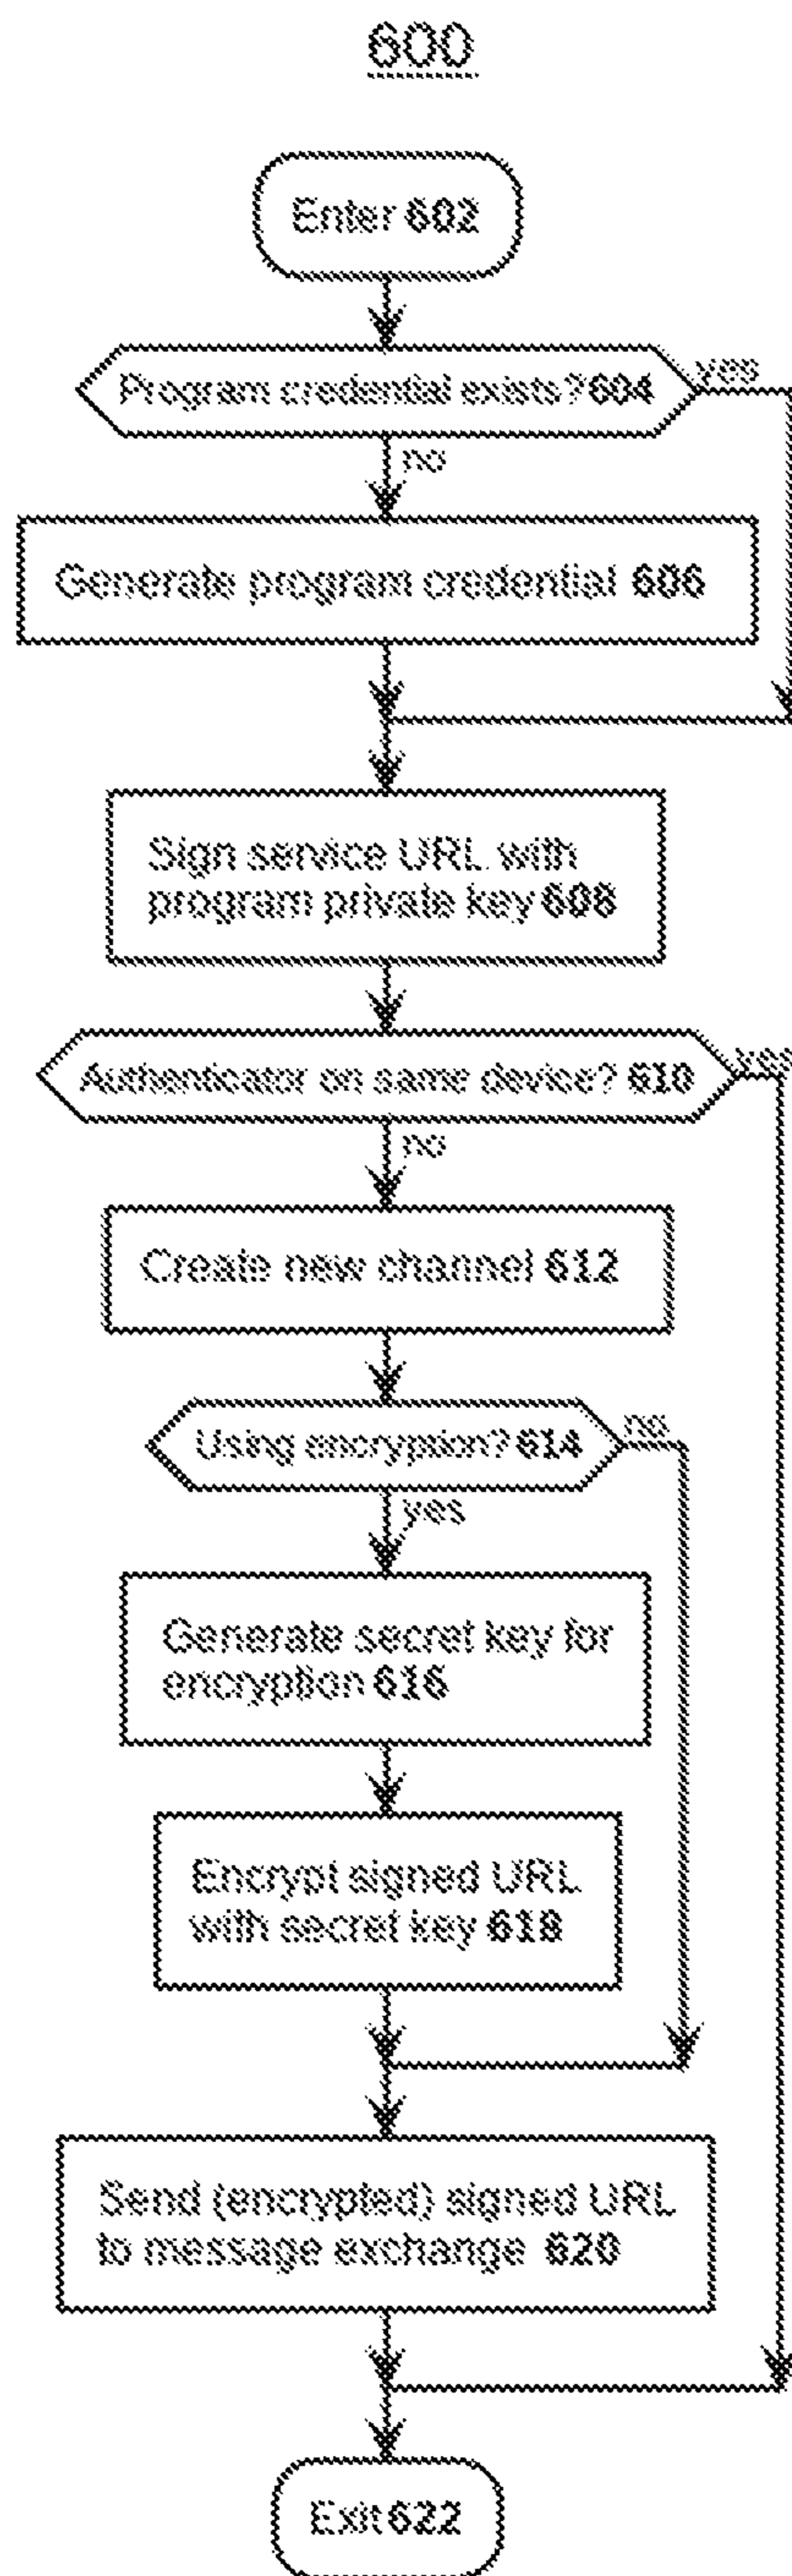 600
Enter 602
Program credential exists? 604
yes
no
Generate program credential 606
Sign service URL with
program private key 608
Authenticator on same device? 610
yes
no
Create new channel 612
Using encryption? 614
no
yes
Generate secret key for
encryption 616
Encrypt signed URL
with secret key 618
Send (encrypted) signed URL
to message exchange 620
Exit 622